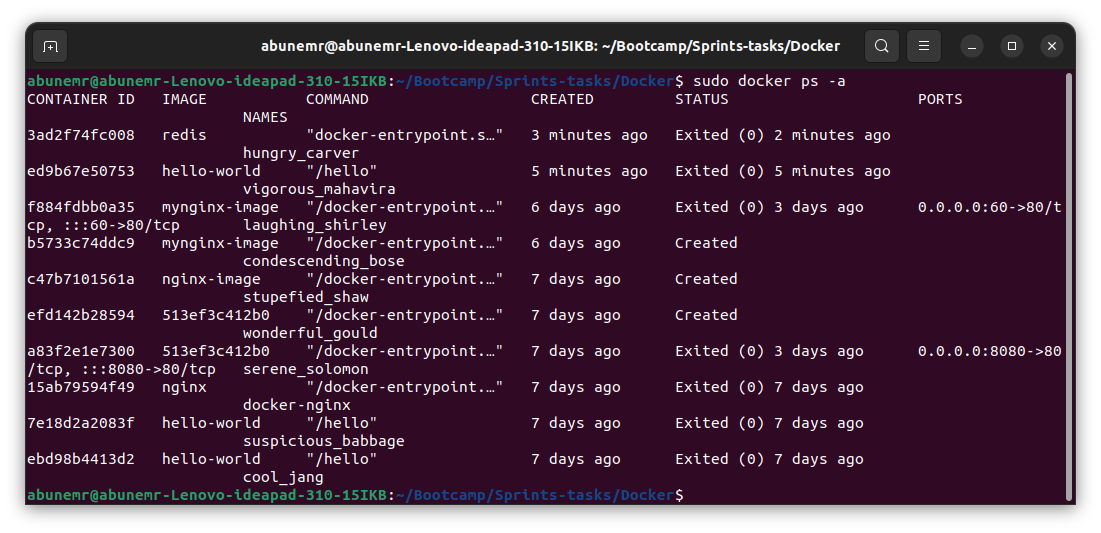 abunemr@abunemr-Lenovo-ideapad-310-15IKB: ~/Bootcamp/Sprints-tasks/Docker
abunemr@abunemr-Lenovo-ideapad-310-15IKB:~/Bootcamp/Sprints-tasks/Docker$ sudo docker ps -a
CONTAINER ID   IMAGE           COMMAND                  CREATED         STATUS                     PORTS
                        NAMES
3ad2f74fc008   redis           "docker-entrypoint.s…"   3 minutes ago   Exited (0) 2 minutes ago
                        hungry_carver
ed9b67e50753   hello-world     "/hello"                 5 minutes ago   Exited (0) 5 minutes ago
                        vigorous_mahavira
f884fdbb0a35   mynginx-image   "/docker-entrypoint.…"   6 days ago      Exited (0) 3 days ago      0.0.0.0:60->80/t
cp, :::60->80/tcp       laughing_shirley
b5733c74ddc9   mynginx-image   "/docker-entrypoint.…"   6 days ago      Created
                        condescending_bose
c47b7101561a   nginx-image     "/docker-entrypoint.…"   7 days ago      Created
                        stupefied_shaw
efd142b28594   513ef3c412b0    "/docker-entrypoint.…"   7 days ago      Created
                        wonderful_gould
a83f2e1e7300   513ef3c412b0    "/docker-entrypoint.…"   7 days ago      Exited (0) 3 days ago      0.0.0.0:8080->80
/tcp, :::8080->80/tcp   serene_solomon
15ab79594f49   nginx           "/docker-entrypoint.…"   7 days ago      Exited (0) 7 days ago
                        docker-nginx
7e18d2a2083f   hello-world     "/hello"                 7 days ago      Exited (0) 7 days ago
                        suspicious_babbage
ebd98b4413d2   hello-world     "/hello"                 7 days ago      Exited (0) 7 days ago
                        cool_jang
abunemr@abunemr-Lenovo-ideapad-310-15IKB:~/Bootcamp/Sprints-tasks/Docker$